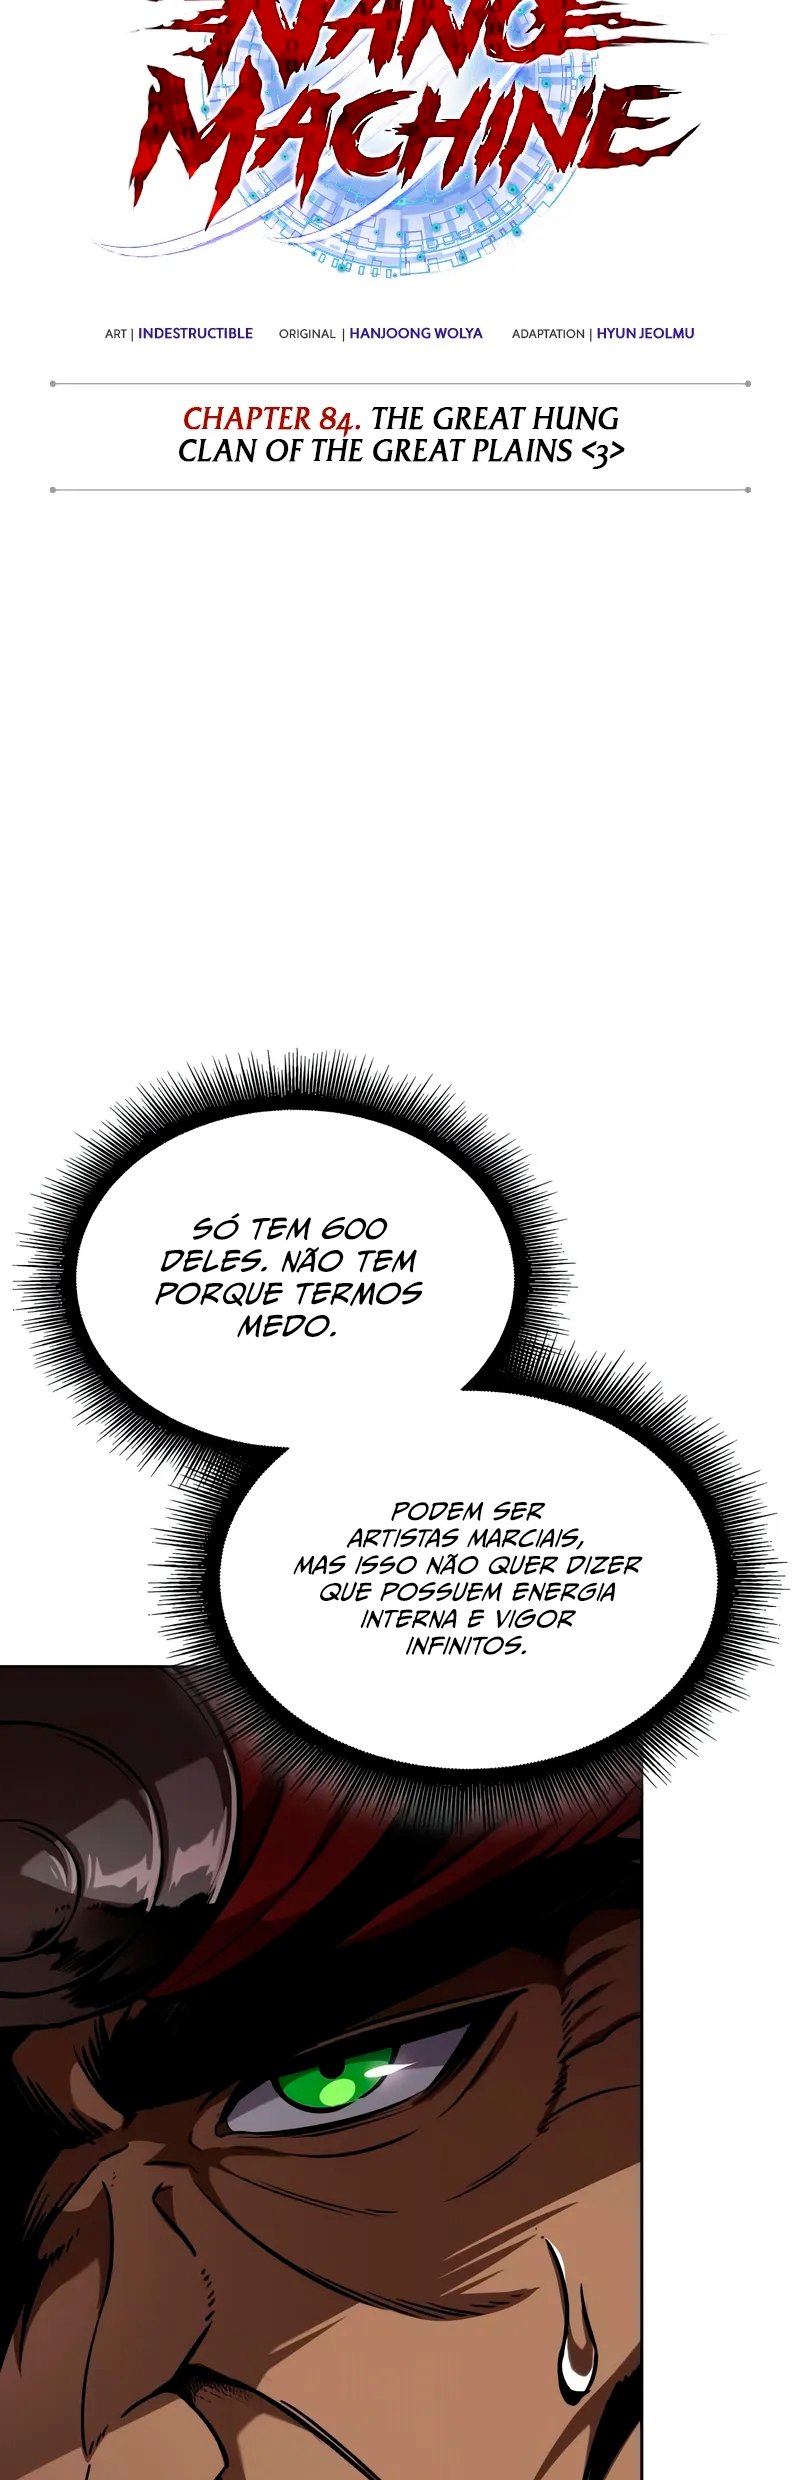 NANO
MACHINE
ART | INDESTRUCTIBLE ORIGINAL | HANJOONG WOLYA ADAPTATION | HYUN JEOLMU
CHAPTER 84. THE GREAT HUNG
CLAN OF THE GREAT PLAINS <3>
SÓ TEM 600
DELES. NÃO TEM
PORQUE TERMOS
MEDO.
PODEM SER
ARTISTAS MARCIAIS,
MAS ISSO NÃO QUER DIZER
QUE POSSUEM ENERGIA
INTERNA E VIGOR
INFINITOS.